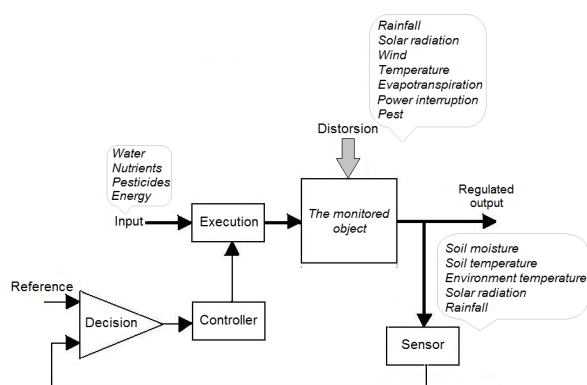 Rainfall
Solar radiation
Wind
Temperature
Evapotranspiration
Power interruption
Pest
Distorsion
Water
Nutrients
Pesticides
Energy
Input
Execution
The monitored
object
Regulated
output
Soil moisture
Soil temperature
Environment temperature
Solar radiation
Rainfall
Reference
Decision
Controller
Sensor